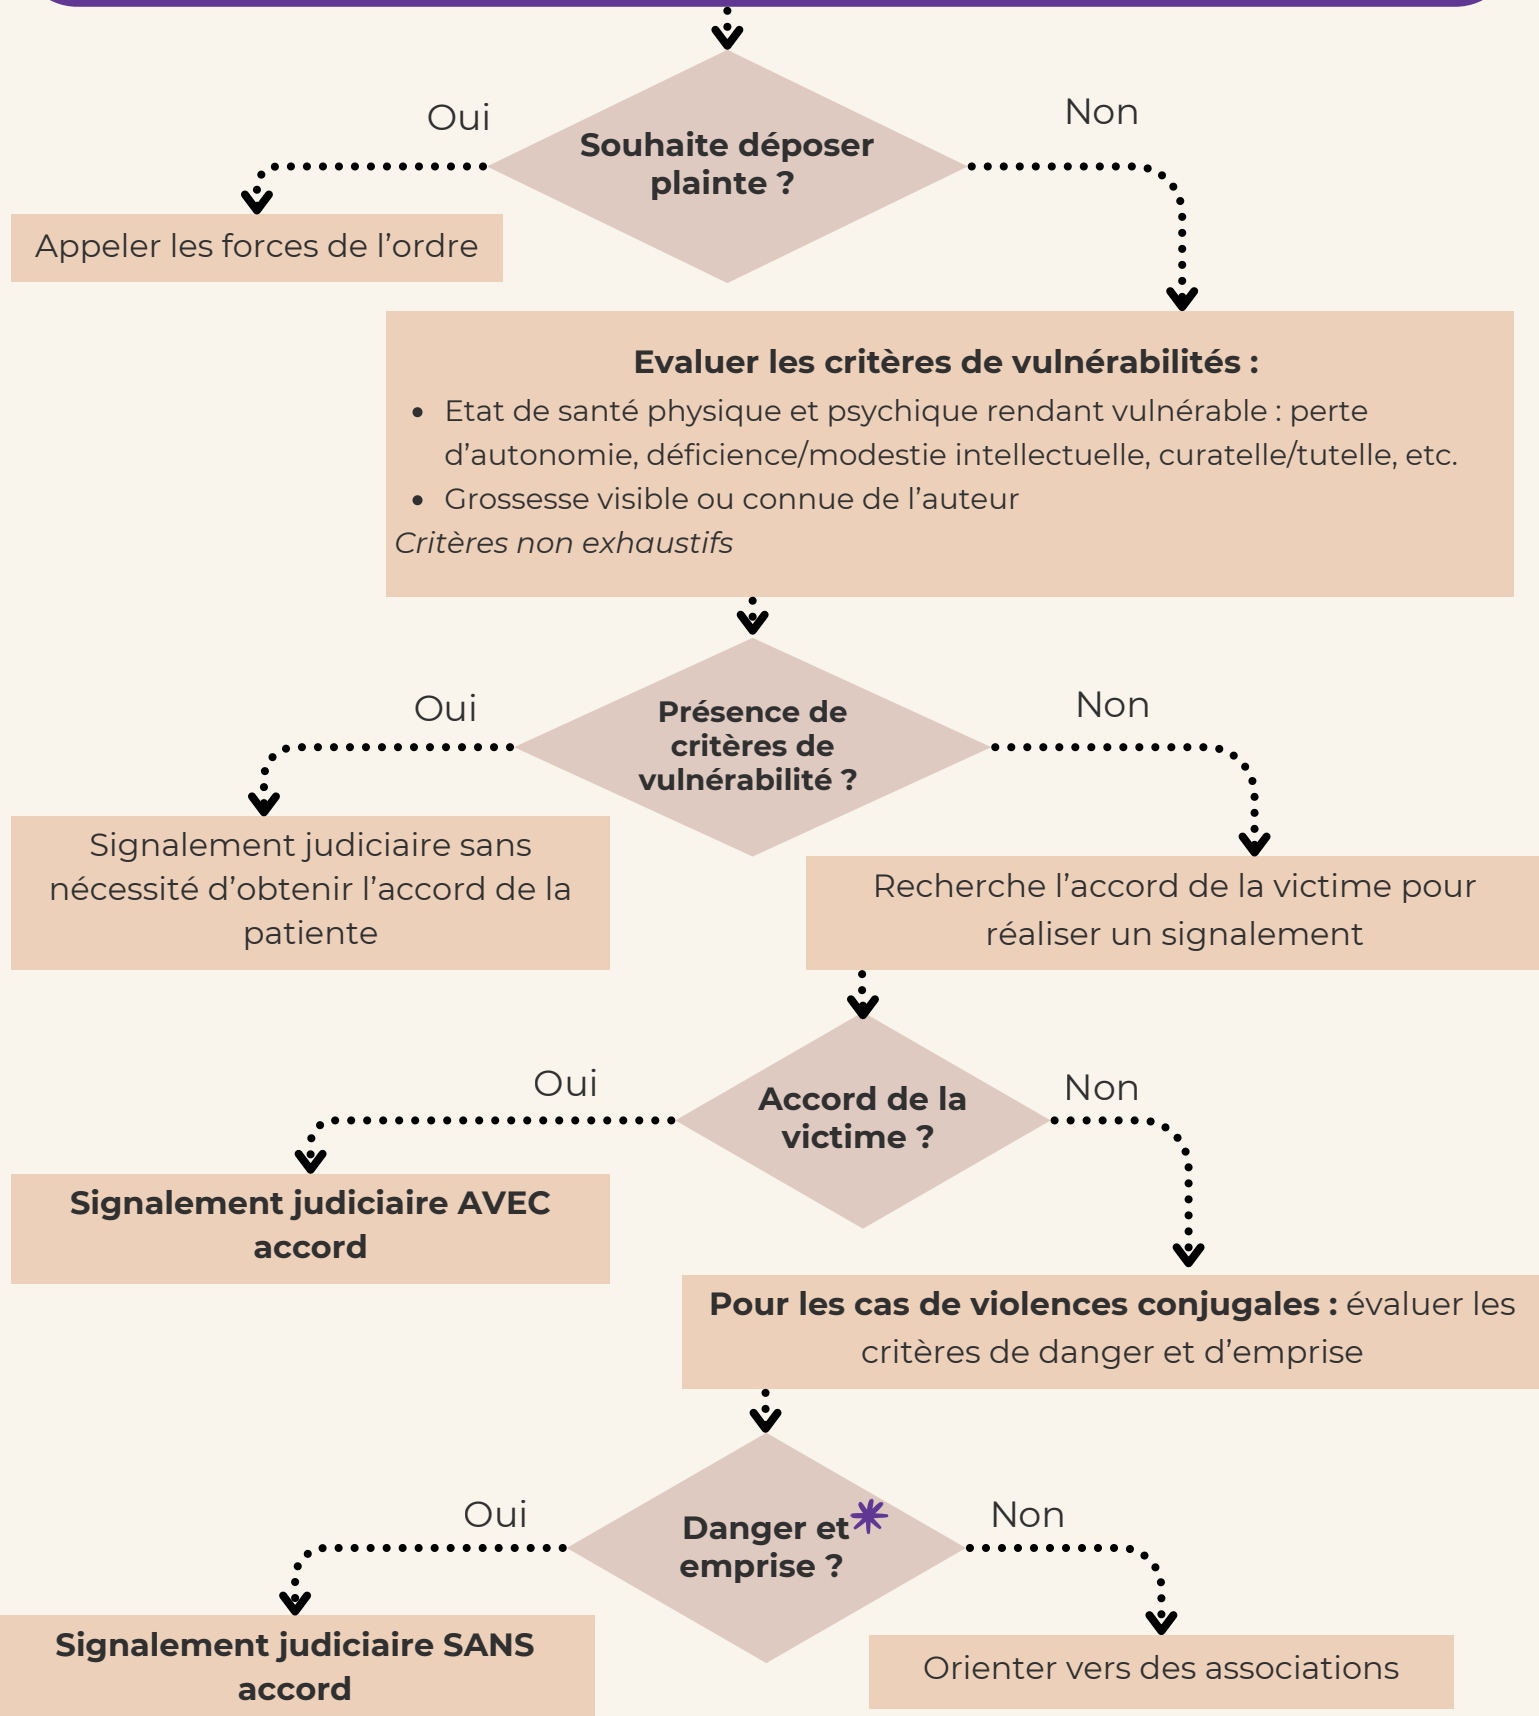 Oui
Non
Souhaite déposer
plainte ?
Appeler les forces de l’ordre
Evaluer les critères de vulnérabilités :
• Etat de santé physique et psychique rendant vulnérable : perte
d’autonomie, déficience/modestie intellectuelle, curatelle/tutelle, etc.
• Grossesse visible ou connue de l’auteur
Critères non exhaustifs
Oui
Non
Présence de
critères de
vulnérabilité ?
Signalement judiciaire sans
nécessité d’obtenir l’accord de la
patiente
Recherche l’accord de la victime pour
réaliser un signalement
Oui
Non
Accord de la
victime ?
Signalement judiciaire AVEC
accord
Pour les cas de violences conjugales : évaluer les
critères de danger et d’emprise
Oui
Non
Danger et
emprise ?
Signalement judiciaire SANS
accord
Orienter vers des associations